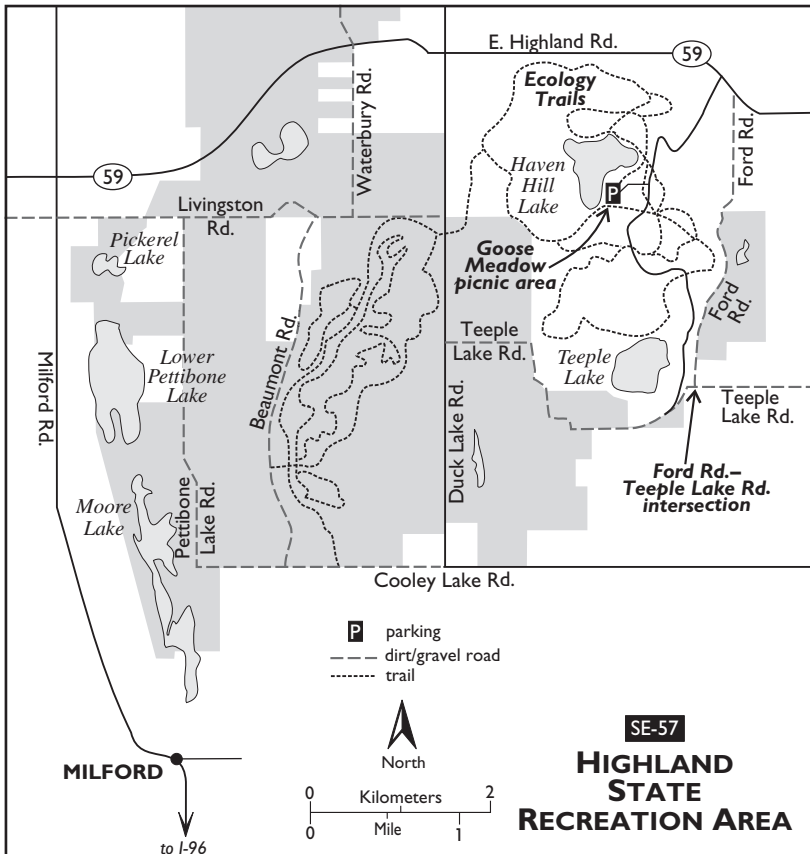 E. Highland Rd.
59
Ecology
Trails
Waterbury Rd.
Ford Rd.
59
Haven
Hill
Lake
P
Livingston
Rd.
Pickerel
Lake
Goose
Meadow
picnic area
Ford
Rd.
Beaumont Rd.
Teeple
Lake Rd.
Milford Rd.
Lower
Pettibone
Lake
Teeple
Lake
Teeple
Lake Rd.
Duck Lake Rd.
Ford Rd.–
Teeple Lake Rd.
intersection
Moore
Lake
Pettibone
Lake Rd.
Cooley Lake Rd.
P parking
dirt/gravel road
trail
North
SE-57
HIGHLAND
STATE
RECREATION AREA
MILFORD
0 Kilometers 2
0 Mile 1
to I-96